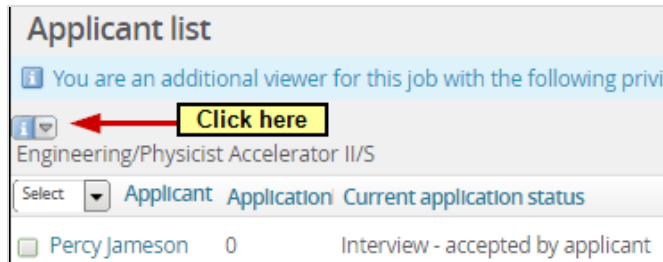 Applicant list
You are an additional viewer for this job with the following privi
Click here
Engineering/Physicist Accelerator II/S
Select Applicant Application Current application status
Percy Jameson 0 Interview - accepted by applicant